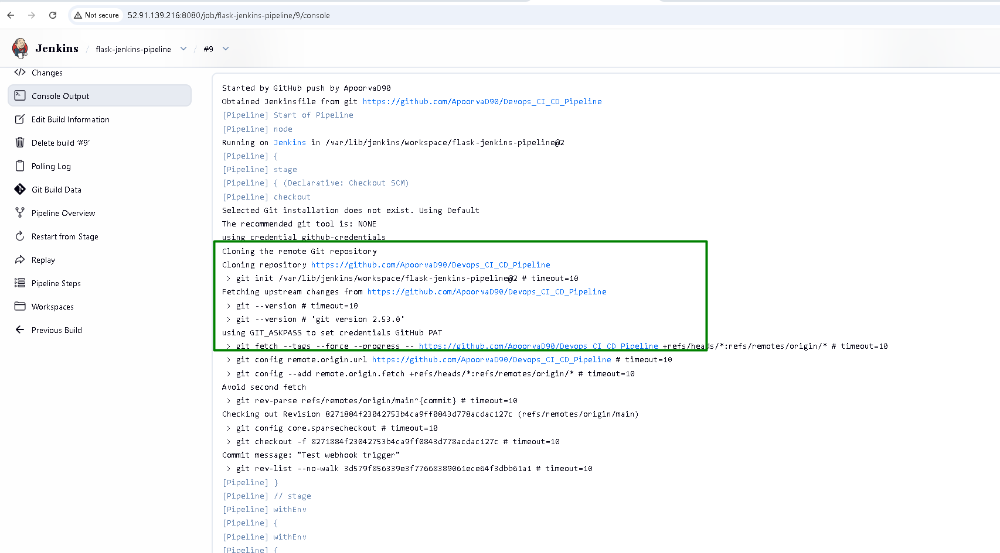 Not secure 52.91.139.216:8080/job/flask-jenkins-pipeline/9/console
Jenkins / flask-jenkins-pipeline / #9
Changes
Console Output
Edit Build Information
Delete build ‘#9’
Polling Log
Git Build Data
Pipeline Overview
Restart from Stage
Replay
Pipeline Steps
Workspaces
Previous Build
Started by GitHub push by ApoorvaD90
Obtained Jenkinsfile from git https://github.com/ApoorvaD90/Devops_CI_CD_Pipeline
[Pipeline] Start of Pipeline
[Pipeline] node
Running on Jenkins in /var/lib/jenkins/workspace/flask-jenkins-pipeline@2
[Pipeline] {
[Pipeline] stage
[Pipeline] { (Declarative: Checkout SCM)
[Pipeline] checkout
Selected Git installation does not exist. Using Default
The recommended git tool is: NONE
using credential github-credentials
Cloning the remote Git repository
Cloning repository https://github.com/ApoorvaD90/Devops_CI_CD_Pipeline
> git init /var/lib/jenkins/workspace/flask-jenkins-pipeline@2 # timeout=10
Fetching upstream changes from https://github.com/ApoorvaD90/Devops_CI_CD_Pipeline
> git --version # timeout=10
> git --version # 'git version 2.53.0'
using GIT_ASKPASS to set credentials GitHub PAT
> git fetch --tags --force --progress -- https://github.com/ApoorvaD90/Devops_CI_CD_Pipeline +refs/heads/*:refs/remotes/origin/* # timeout=10
> git config remote.origin.url https://github.com/ApoorvaD90/Devops_CI_CD_Pipeline # timeout=10
> git config --add remote.origin.fetch +refs/heads/*:refs/remotes/origin/* # timeout=10
Avoid second fetch
> git rev-parse refs/remotes/origin/main^{commit} # timeout=10
Checking out Revision 8271884f23042753b4ca9ff0843d778acdac127c (refs/remotes/origin/main)
> git config core.sparsecheckout # timeout=10
> git checkout -f 8271884f23042753b4ca9ff0843d778acdac127c # timeout=10
Commit message: "Test webhook trigger"
> git rev-list --no-walk 3d579f856339e3f77668389061ece64f3dbb61a1 # timeout=10
[Pipeline] }
[Pipeline] // stage
[Pipeline] withEnv
[Pipeline] {
[Pipeline] withEnv
[Pipeline] {